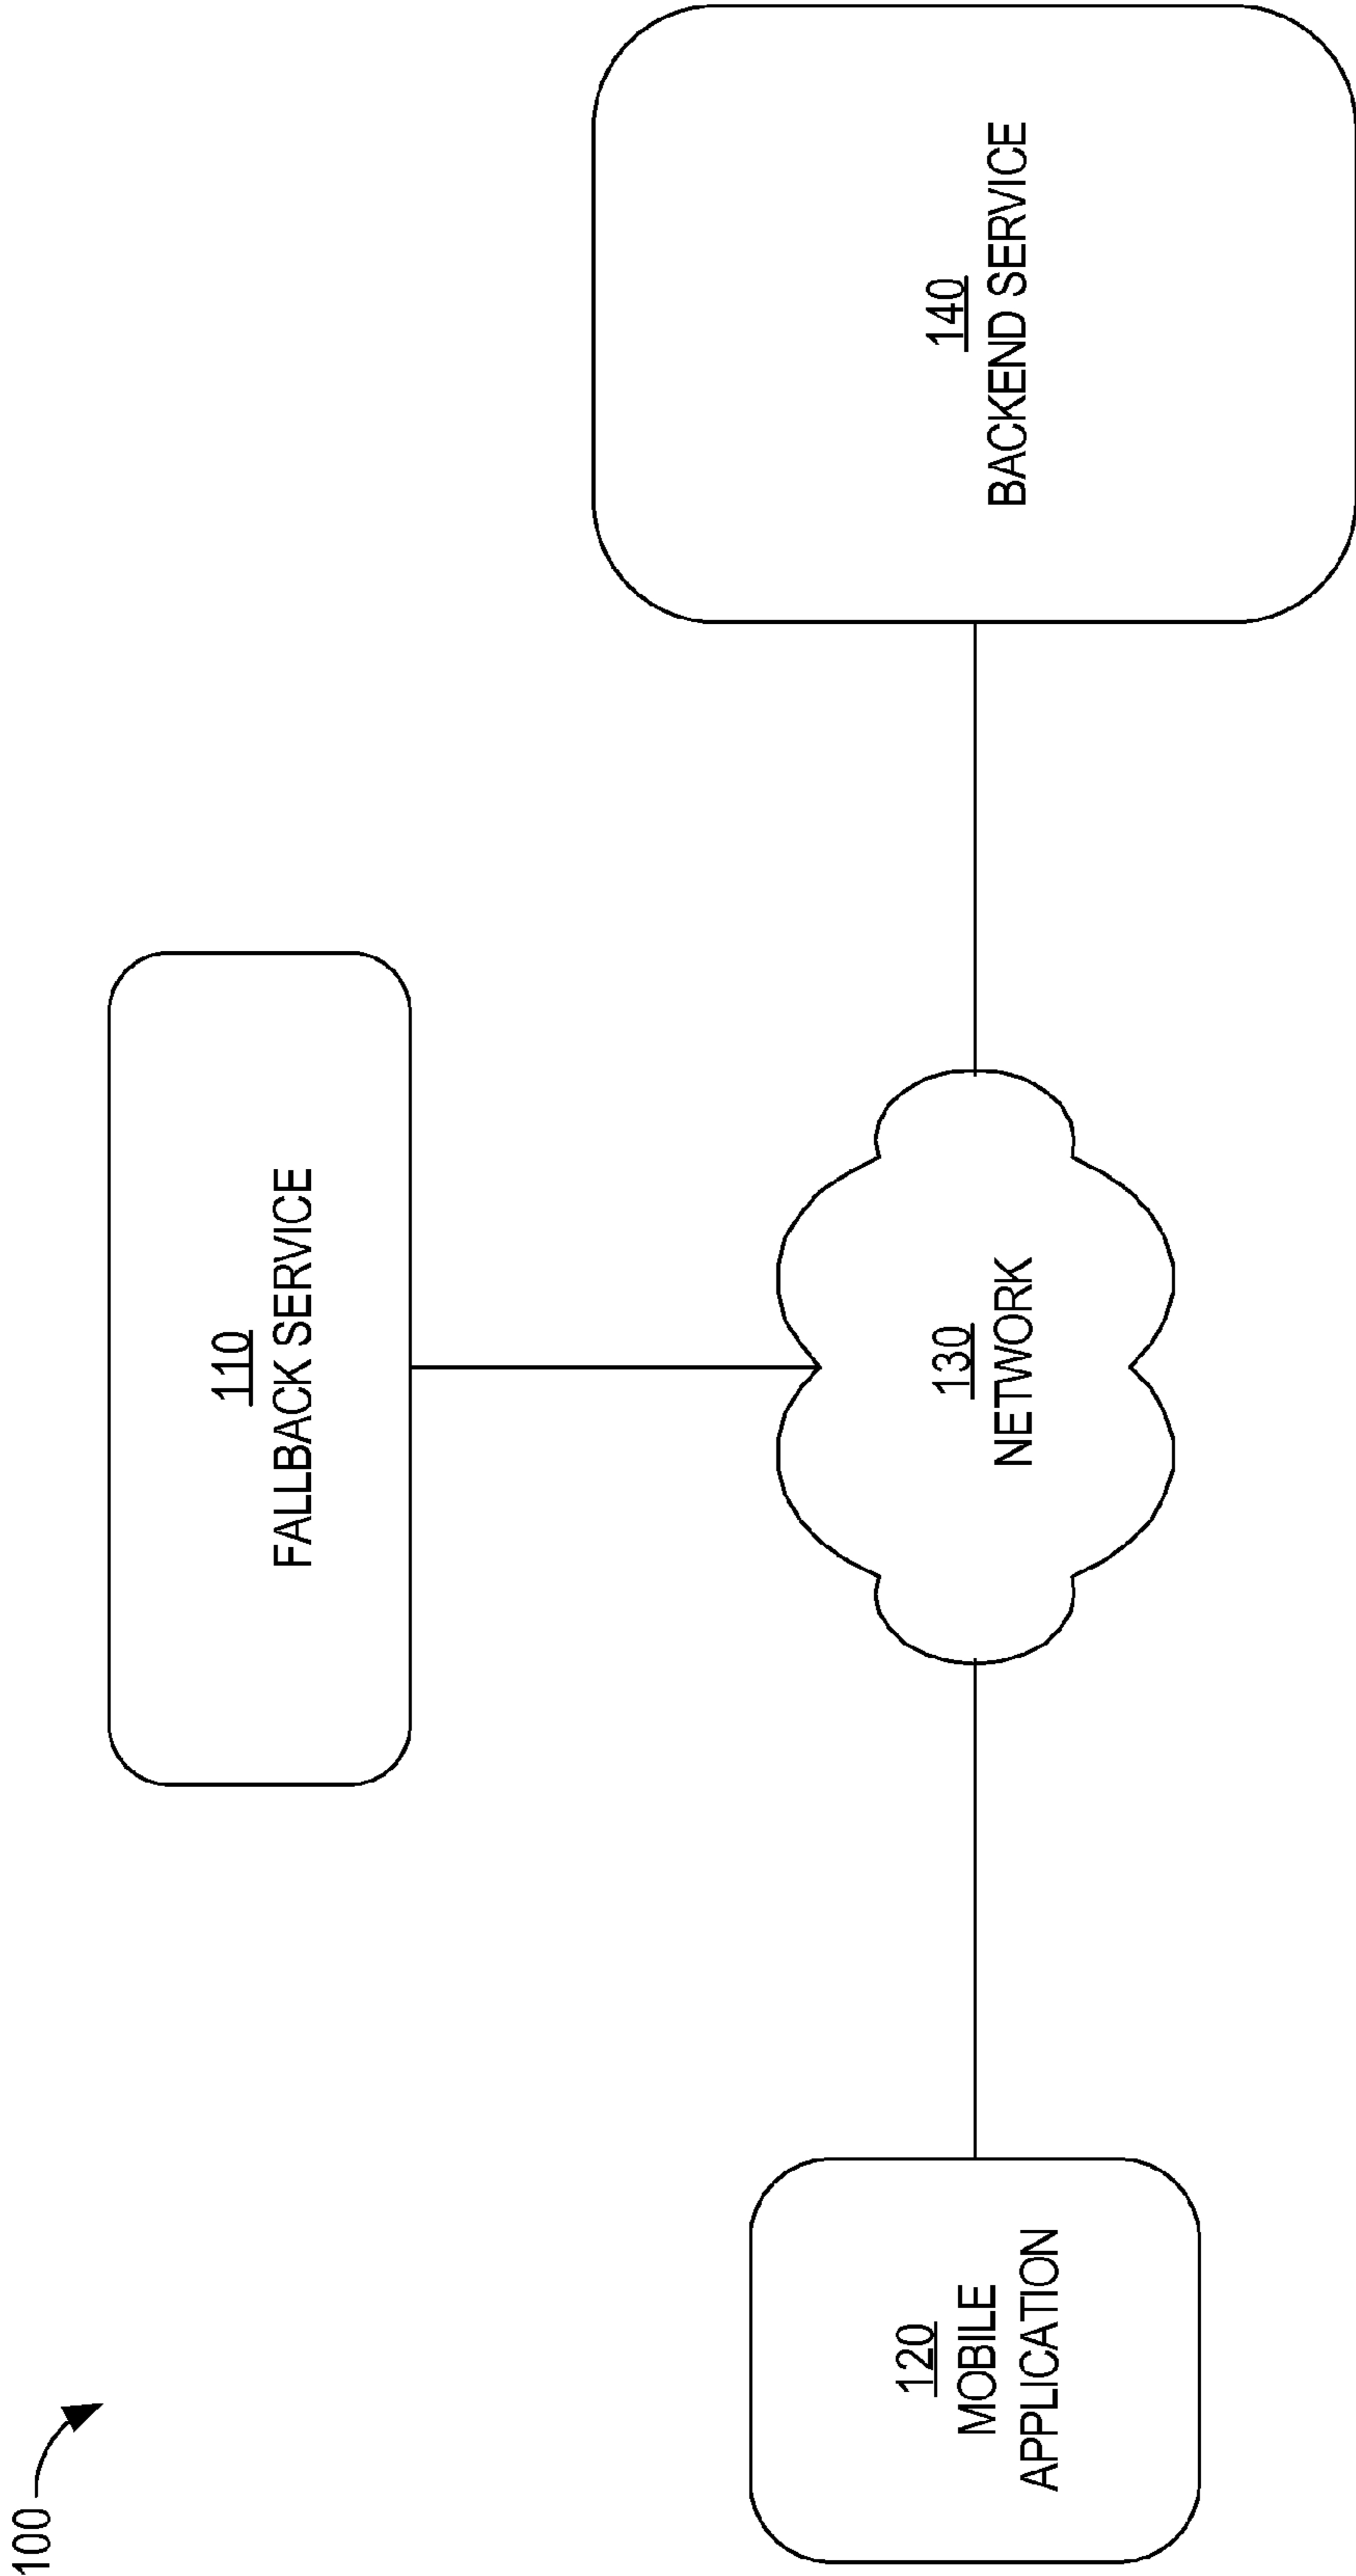 100
110
FALLBACK SERVICE
120
MOBILE
APPLICATION
130
NETWORK
140
BACKEND SERVICE